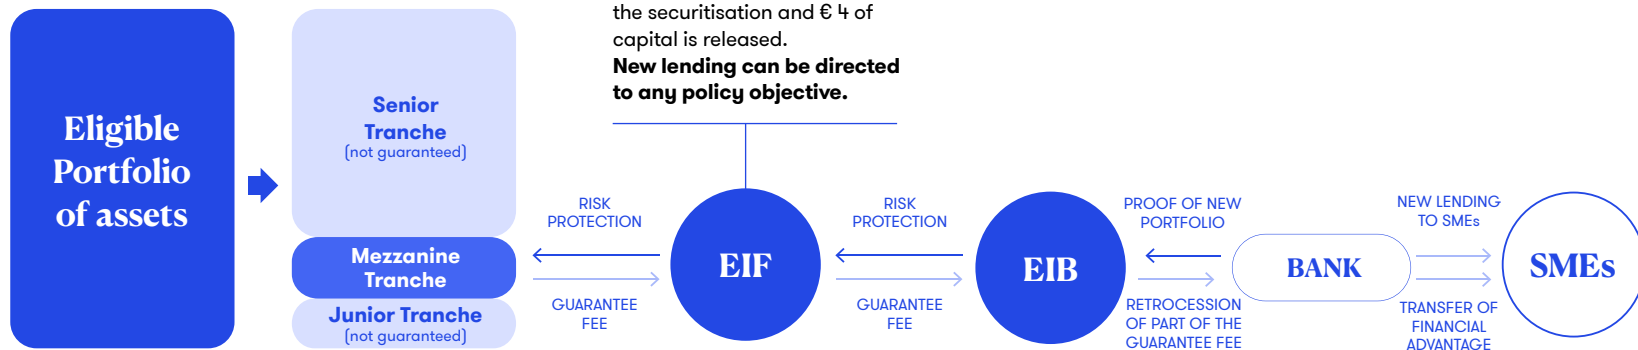 the securitisation and € 4 of
capital is released.
New lending can be directed
to any policy objective.
Eligible
Portfolio
of assets
Senior
Tranche
(not guaranteed)
Mezzanine
Tranche
Junior Tranche
(not guaranteed)
RISK
PROTECTION
GUARANTEE
FEE
EIF
RISK
PROTECTION
GUARANTEE
FEE
EIB
PROOF OF NEW
PORTFOLIO
RETROCESSION
OF PART OF THE
GUARANTEE FEE
BANK
NEW LENDING
TO SMEs
TRANSFER OF
FINANCIAL
ADVANTAGE
SMEs